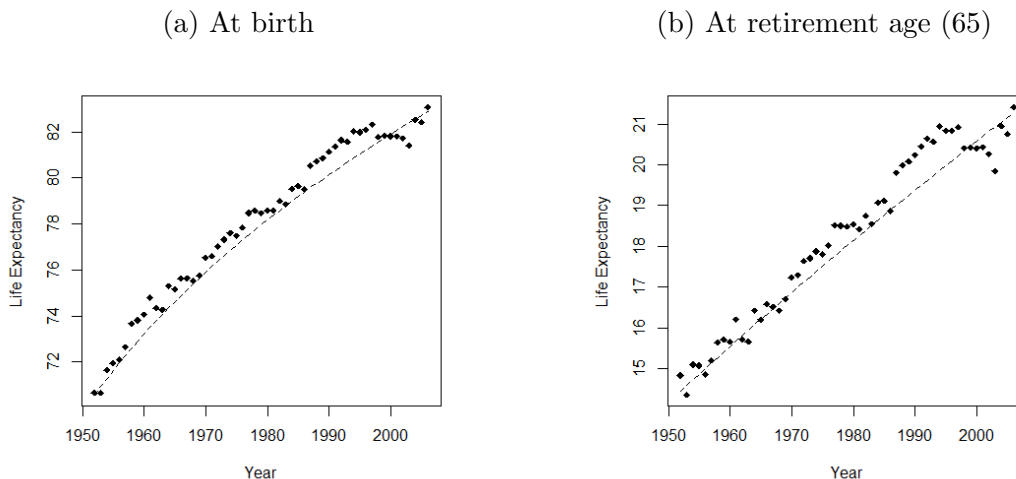 (a) At birth
(b) At retirement age (65)
Life Expectancy
82
80
78
76
74
72
1950 1960 1970 1980 1990 2000
Year
Life Expectancy
21
20
19
18
17
16
15
1950 1960 1970 1980 1990 2000
Year